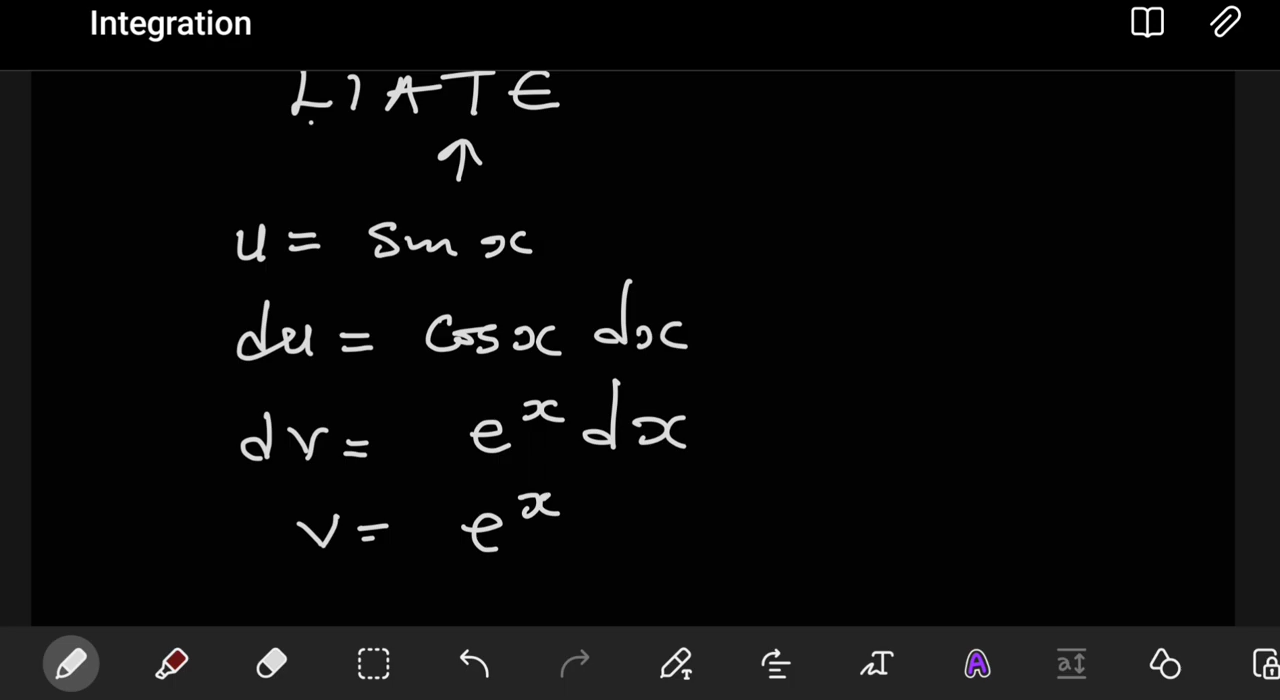 Integration
LIATE
↑
u = sin x
du = cos x dx
dv = e^x dx
v = e^x